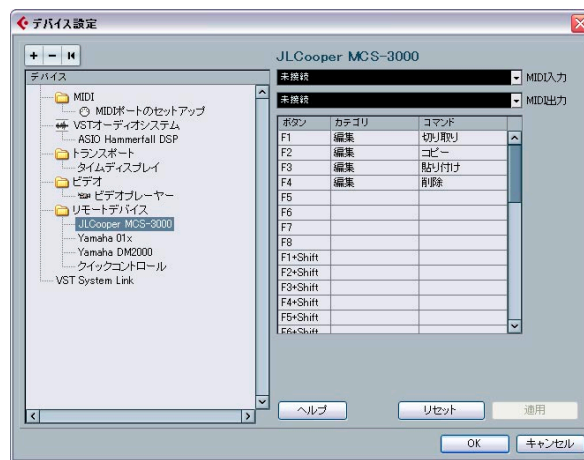 デバイス設定
JLCooper MCS-3000
デバイス
MIDI
MIDIポートのセットアップ
VSTオーディオシステム
ASIO Hammerfall DSP
トランスポート
タイムディスプレイ
ビデオ
ビデオプレーヤー
リモートデバイス
JLCooper MCS-3000
Yamaha 01x
Yamaha DM2000
クイックコントロール
VST System Link
未接続 MIDI入力
未接続 MIDI出力
ボタン カテゴリ コマンド
F1 編集 切り取り
F2 編集 コピー
F3 編集 貼り付け
F4 編集 削除
F5
F6
F7
F8
F1+Shift
F2+Shift
F3+Shift
F4+Shift
F5+Shift
F6+Shift
ヘルプ リセット 適用
OK キャンセル